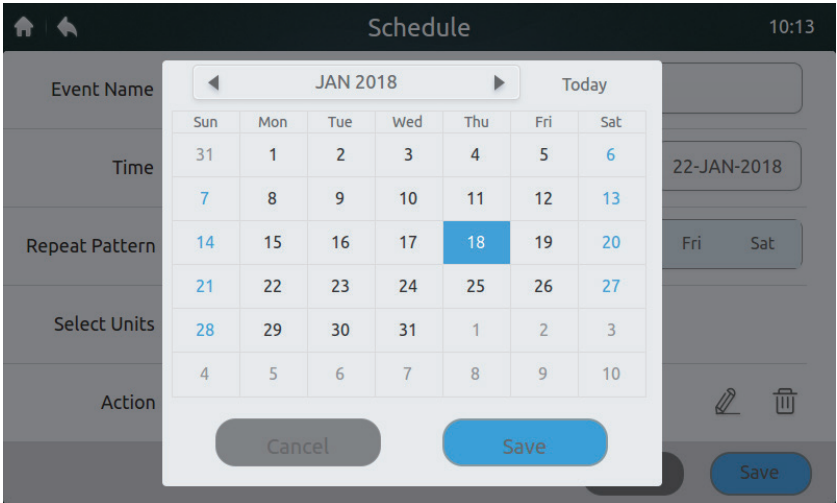 Schedule 10:13
Event Name
Time 22-JAN-2018
Repeat Pattern Fri Sat
Select Units
Action
JAN 2018 Today
Sun Mon Tue Wed Thu Fri Sat
31 1 2 3 4 5 6
7 8 9 10 11 12 13
14 15 16 17 18 19 20
21 22 23 24 25 26 27
28 29 30 31 1 2 3
4 5 6 7 8 9 10
Cancel Save
Save